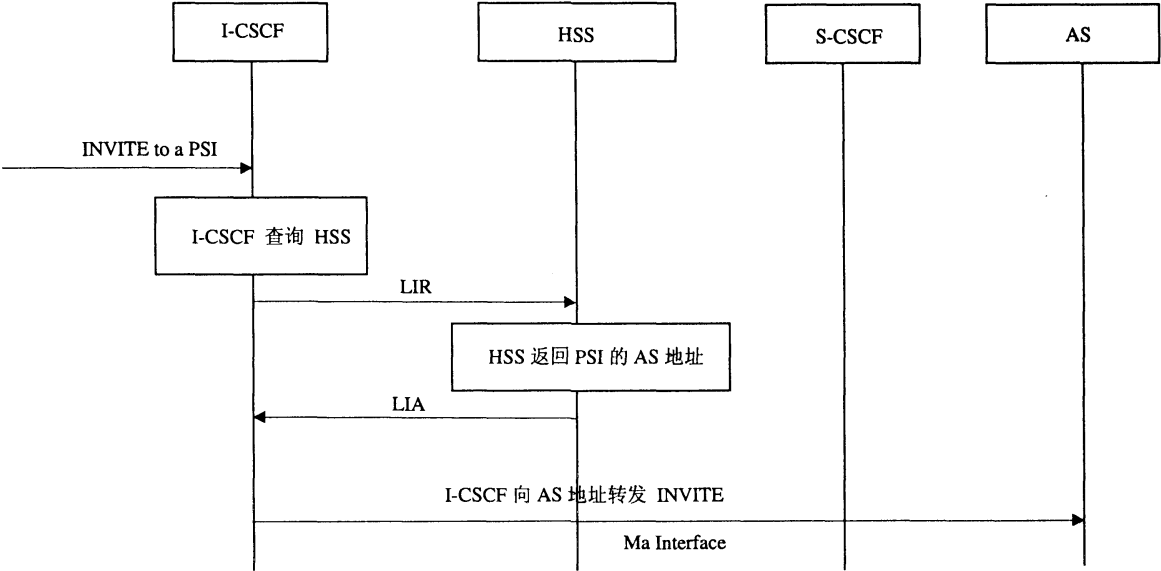 I-CSCF
HSS
S-CSCF
AS
INVITE to a PSI
I-CSCF 查询 HSS
LIR
HSS 返回 PSI 的 AS 地址
LIA
I-CSCF 向 AS 地址转发 INVITE
Ma Interface